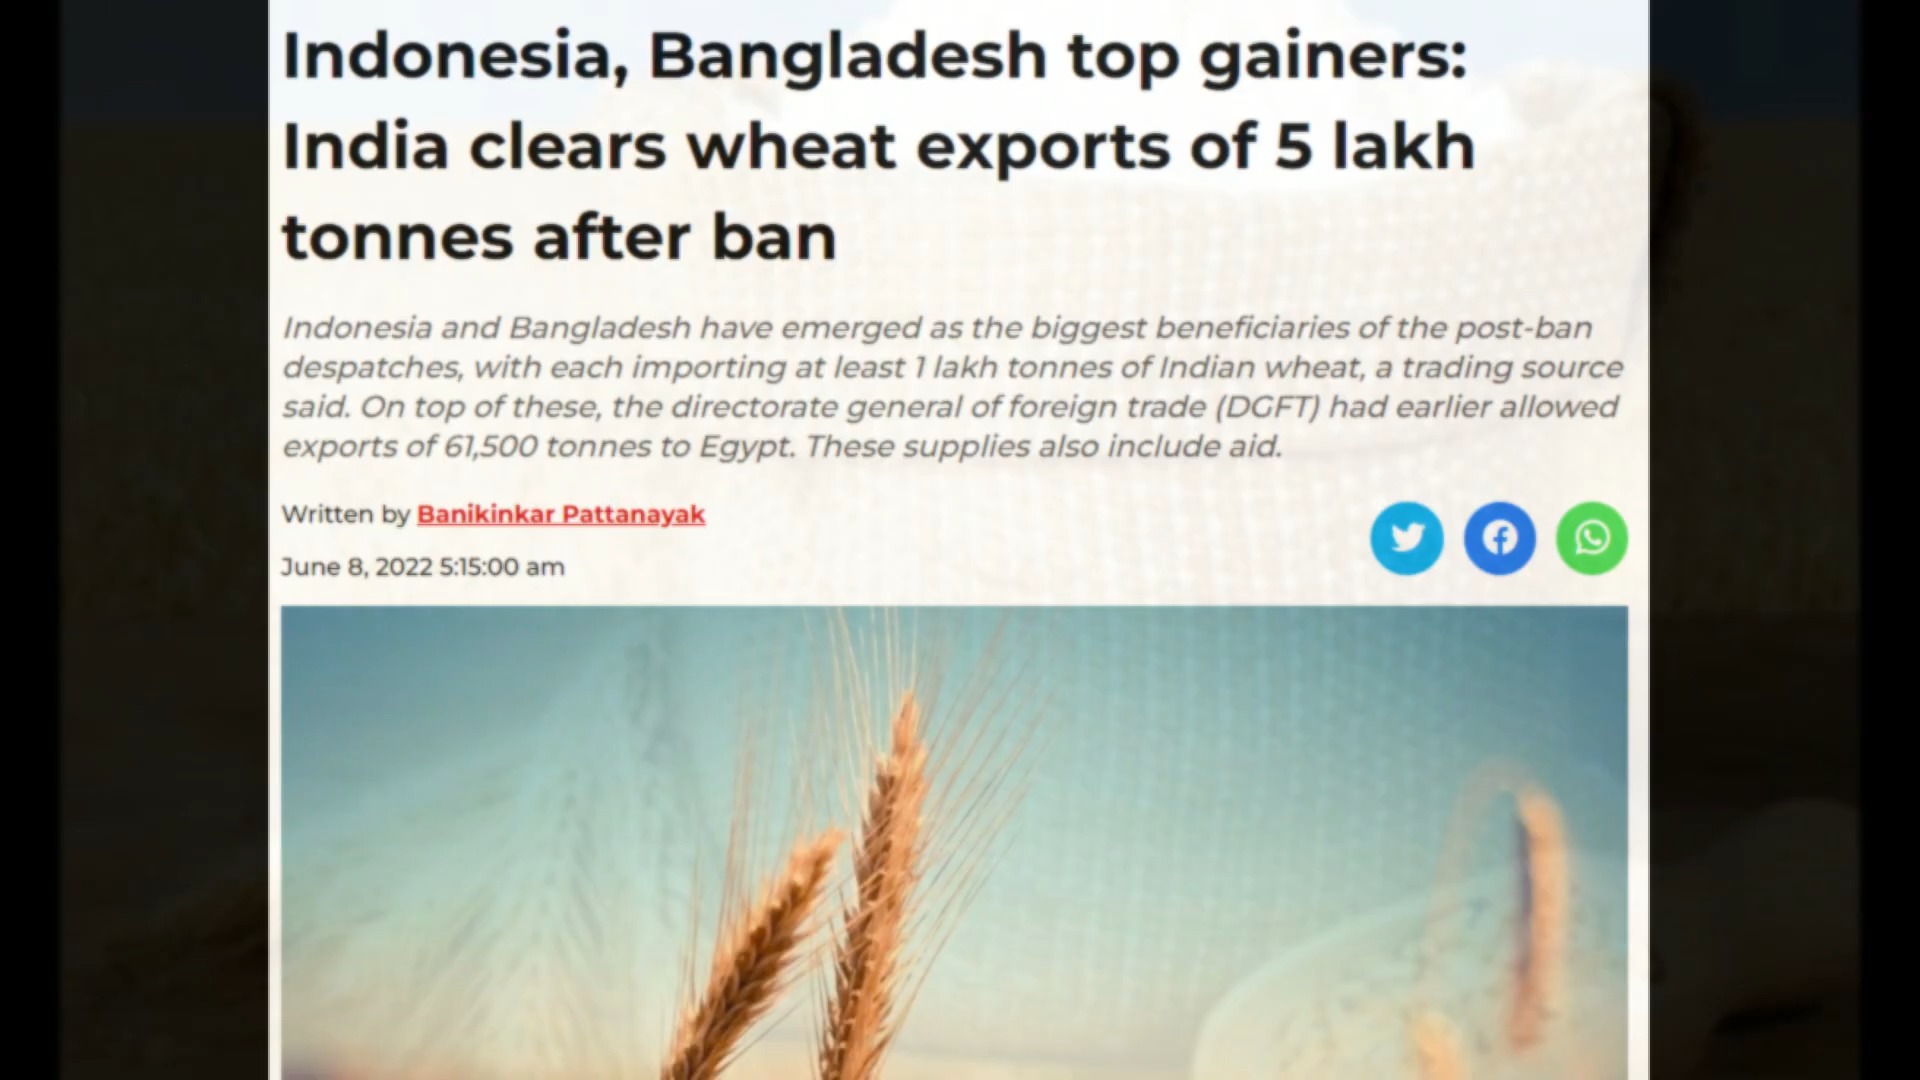 Indonesia, Bangladesh top gainers:
India clears wheat exports of 5 lakh
tonnes after ban
Indonesia and Bangladesh have emerged as the biggest beneficiaries of the post-ban
despatches, with each importing at least 1 lakh tonnes of Indian wheat, a trading source
said. On top of these, the directorate general of foreign trade (DGFT) had earlier allowed
exports of 61,500 tonnes to Egypt. These supplies also include aid.
Written by Banikinkar Pattanayak
June 8, 2022 5:15:00 am